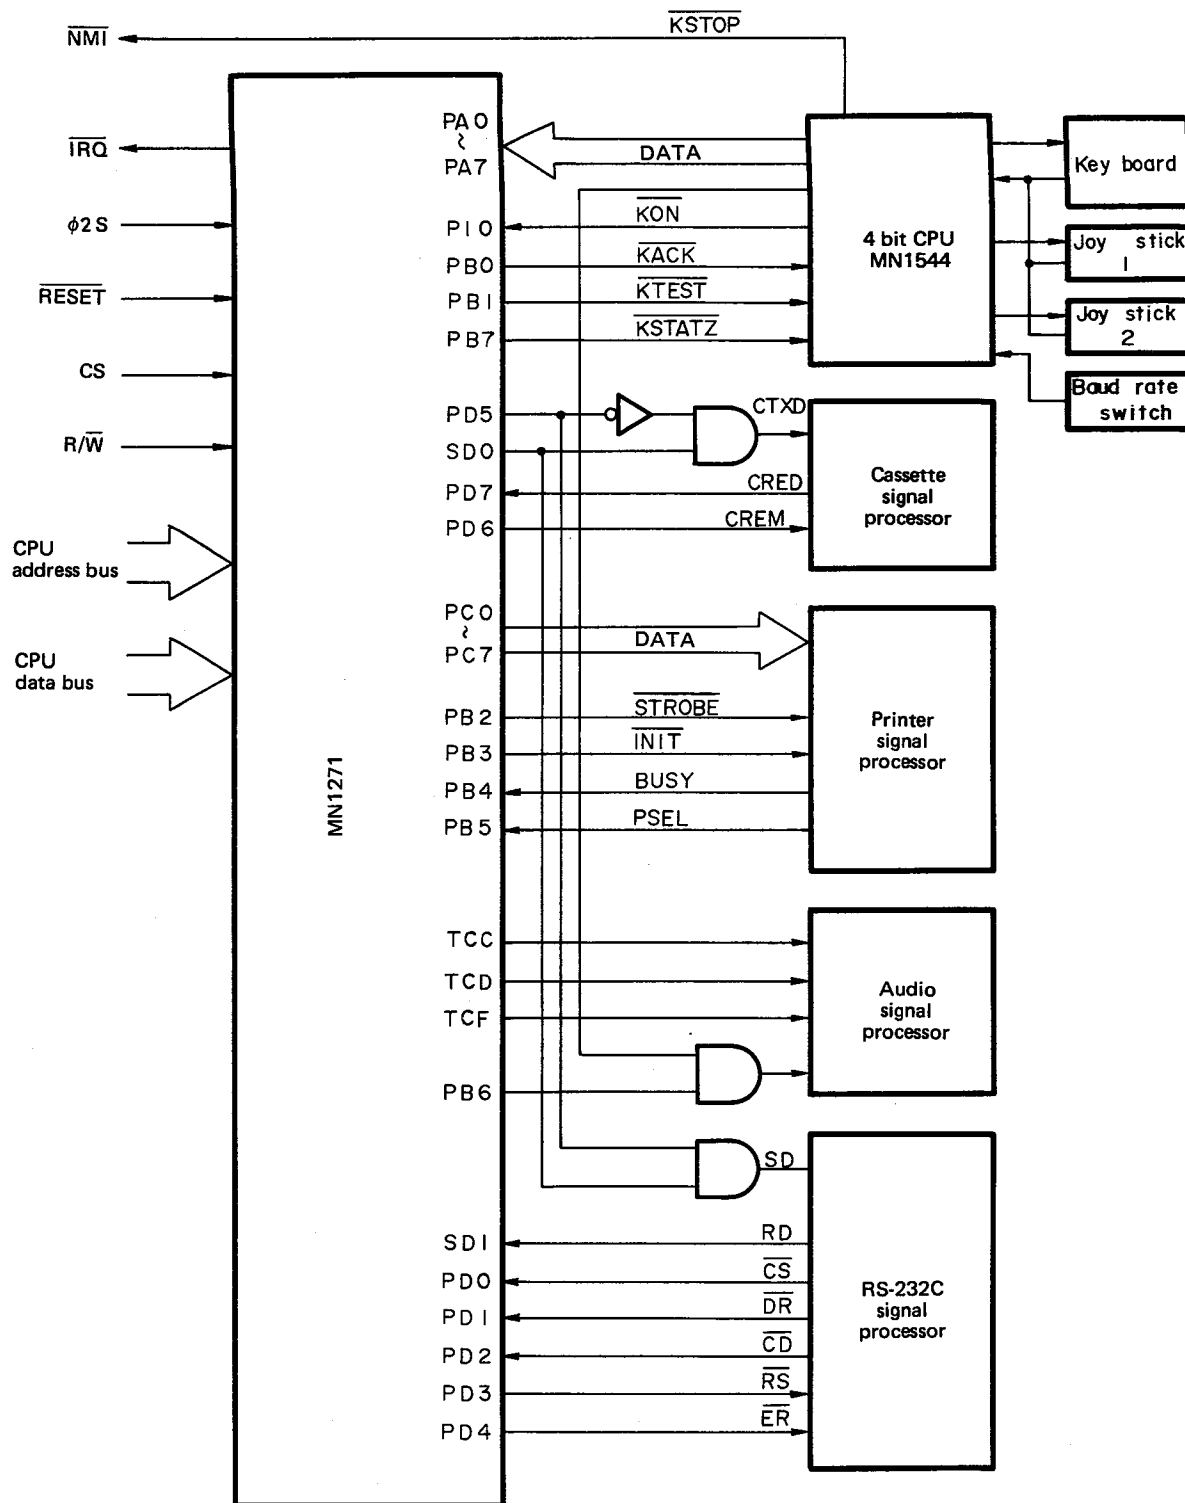 KSTOP
NMI
IRQ
φ2S
RESET
CS
R/W
CPU
address bus
CPU
data bus
MN1271
PA0
~
PA7
DATA
PI0
KON
PB0
KACK
PB1
KTEST
PB7
KSTATZ
4 bit CPU
MN1544
Key board
Joy stick
1
Joy stick
2
Baud rate
switch
PD5
SD0
CTXD
PD7
CRED
PD6
CREM
Cassette
signal
processor
PC0
~
PC7
DATA
PB2
STROBE
PB3
INIT
PB4
BUSY
PB5
PSEL
Printer
signal
processor
TCC
TCD
TCF
PB6
Audio
signal
processor
SD
SD1
RD
PD0
CS
PD1
DR
PD2
CD
PD3
RS
PD4
ER
RS-232C
signal
processor